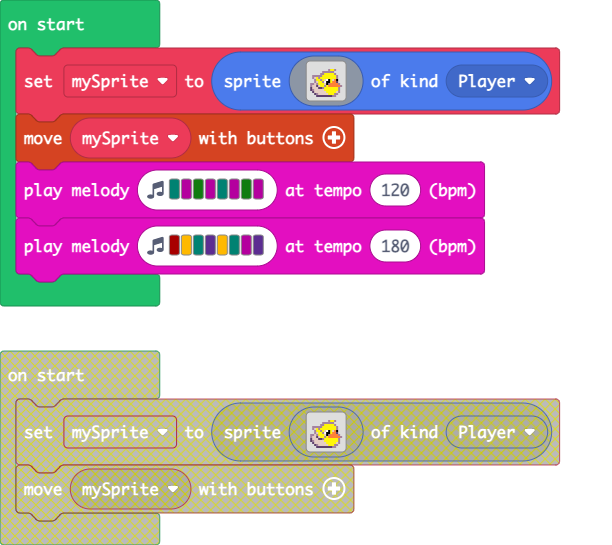 on start
set mySprite to sprite of kind Player
move mySprite with buttons
play melody at tempo 120 (bpm)
play melody at tempo 180 (bpm)
on start
set mySprite to sprite of kind Player
move mySprite with buttons